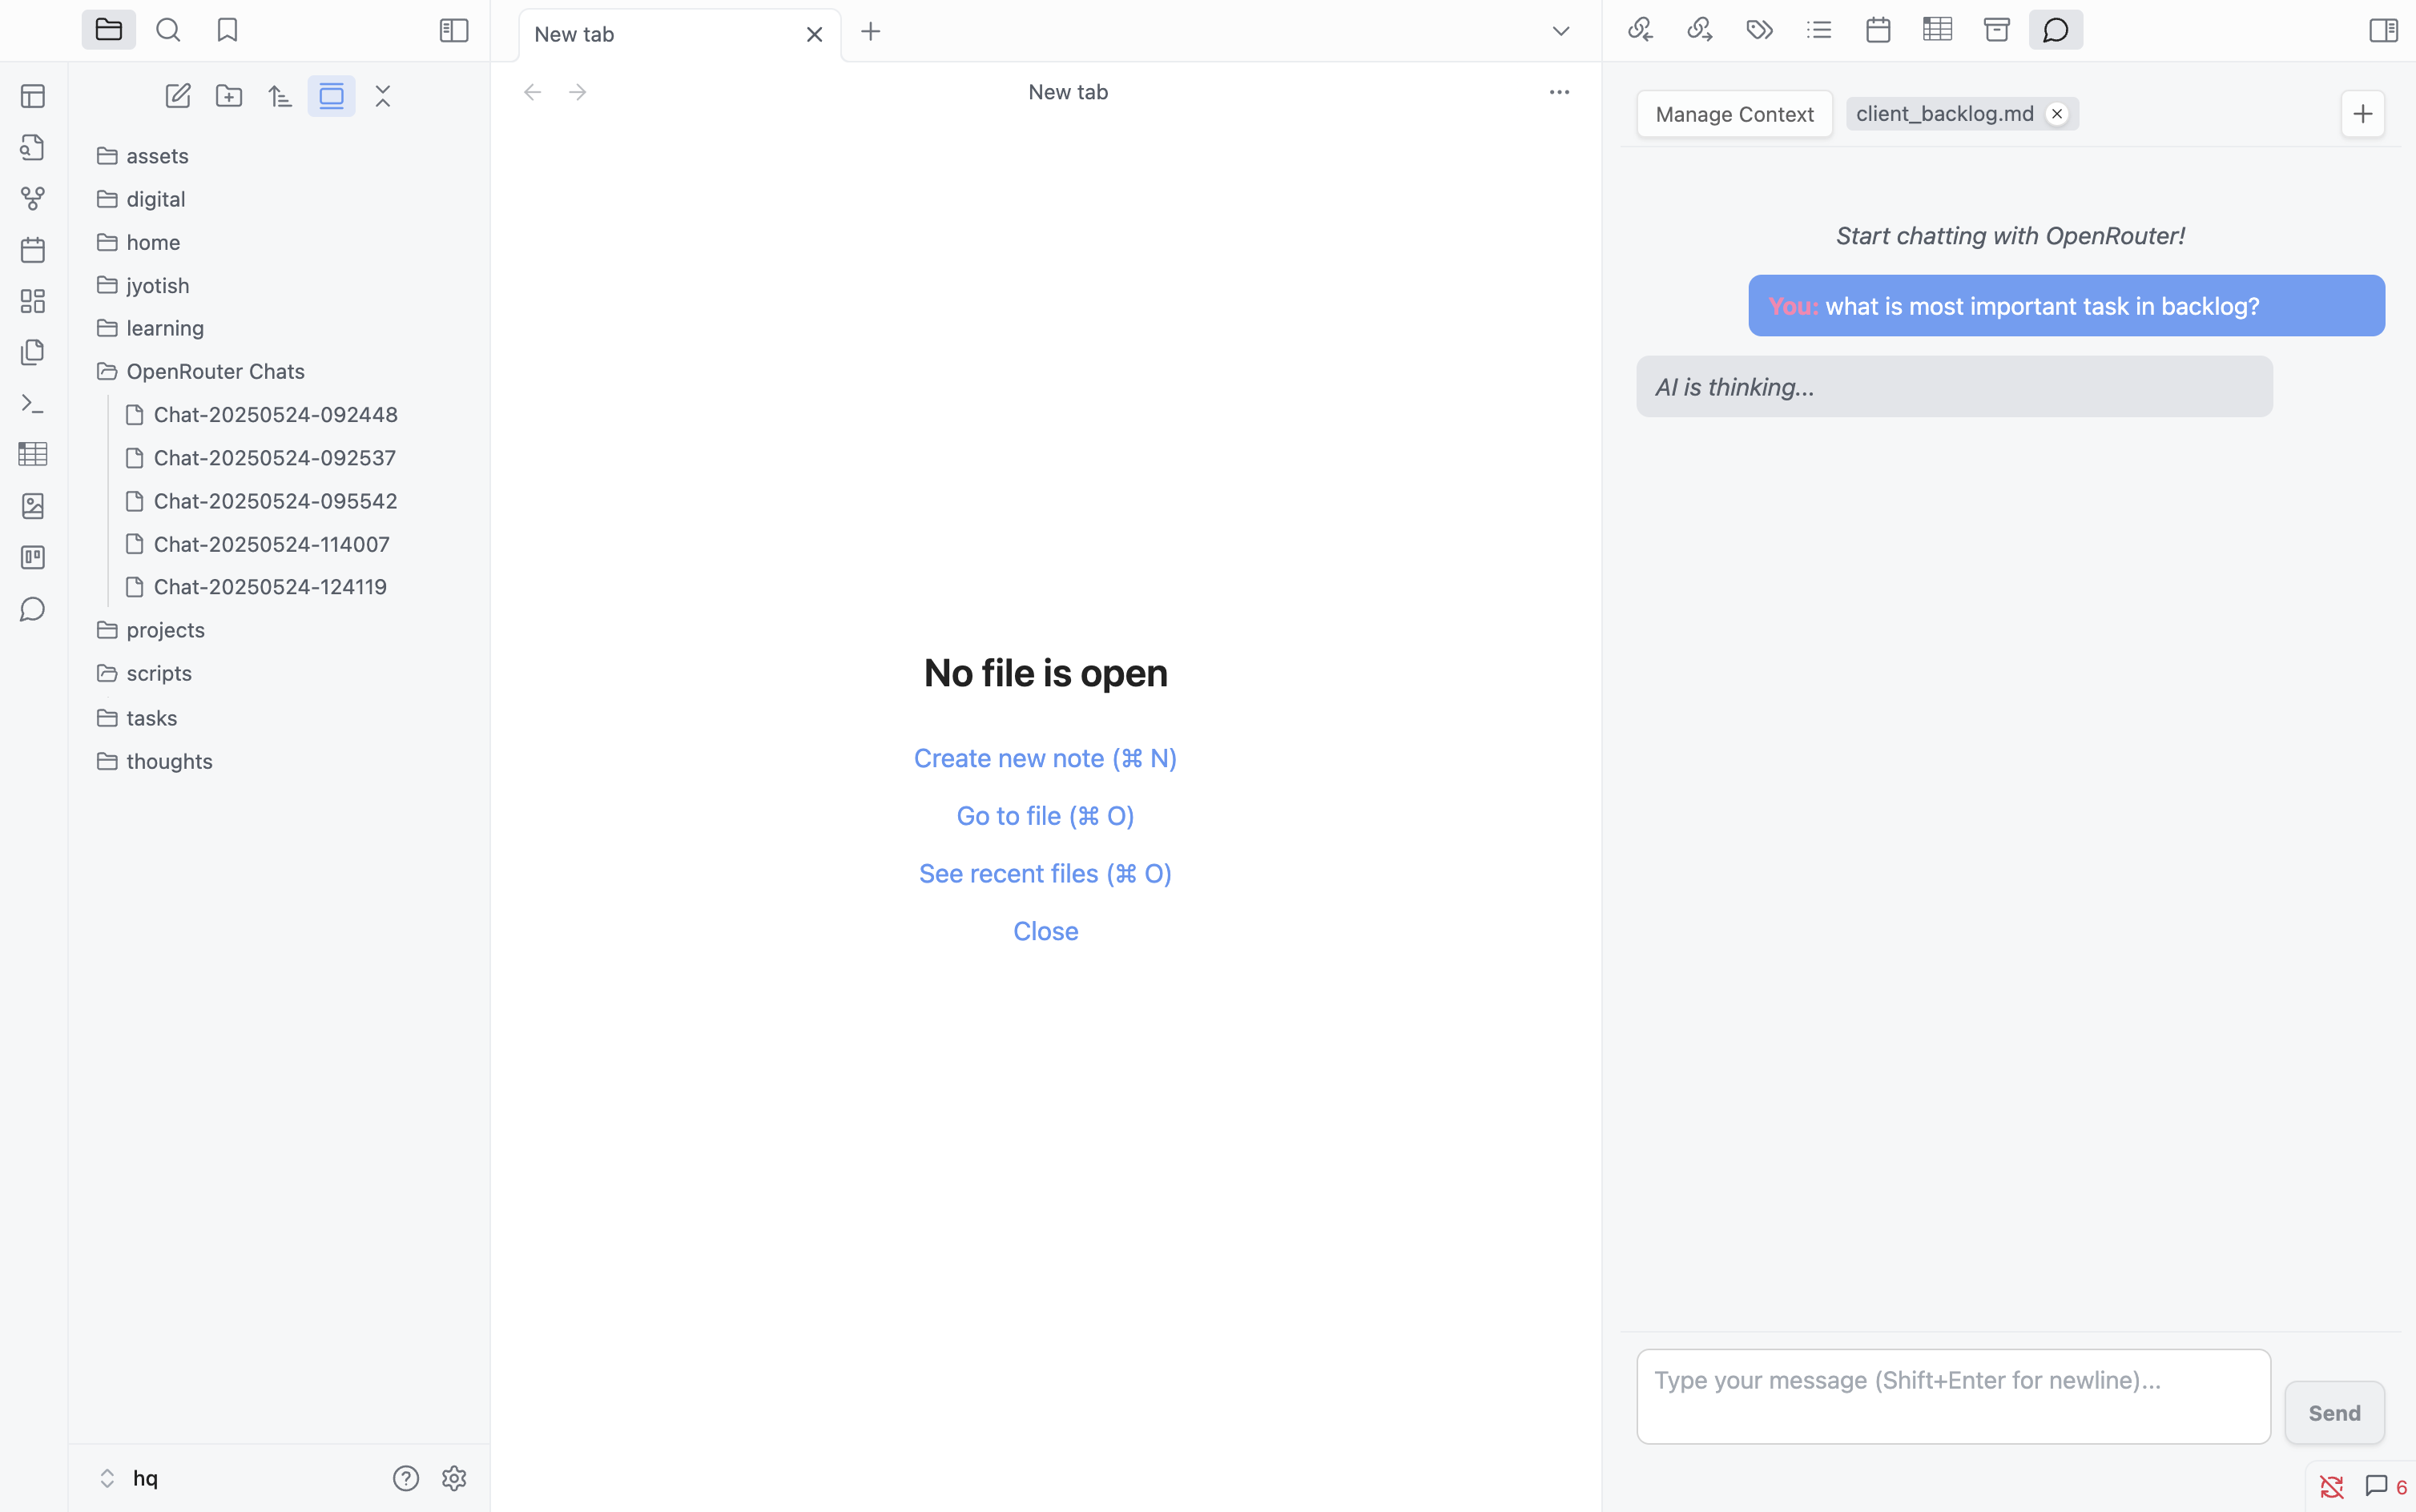 New tab
New tab
assets
digital
home
jyotish
learning
OpenRouter Chats
Chat-20250524-092448
Chat-20250524-092537
Chat-20250524-095542
Chat-20250524-114007
Chat-20250524-124119
projects
scripts
tasks
thoughts
hq
No file is open
Create new note (⌘ N)
Go to file (⌘ O)
See recent files (⌘ O)
Close
Manage Context
client_backlog.md
Start chatting with OpenRouter!
You: what is most important task in backlog?
AI is thinking...
Type your message (Shift+Enter for newline)...
Send
6